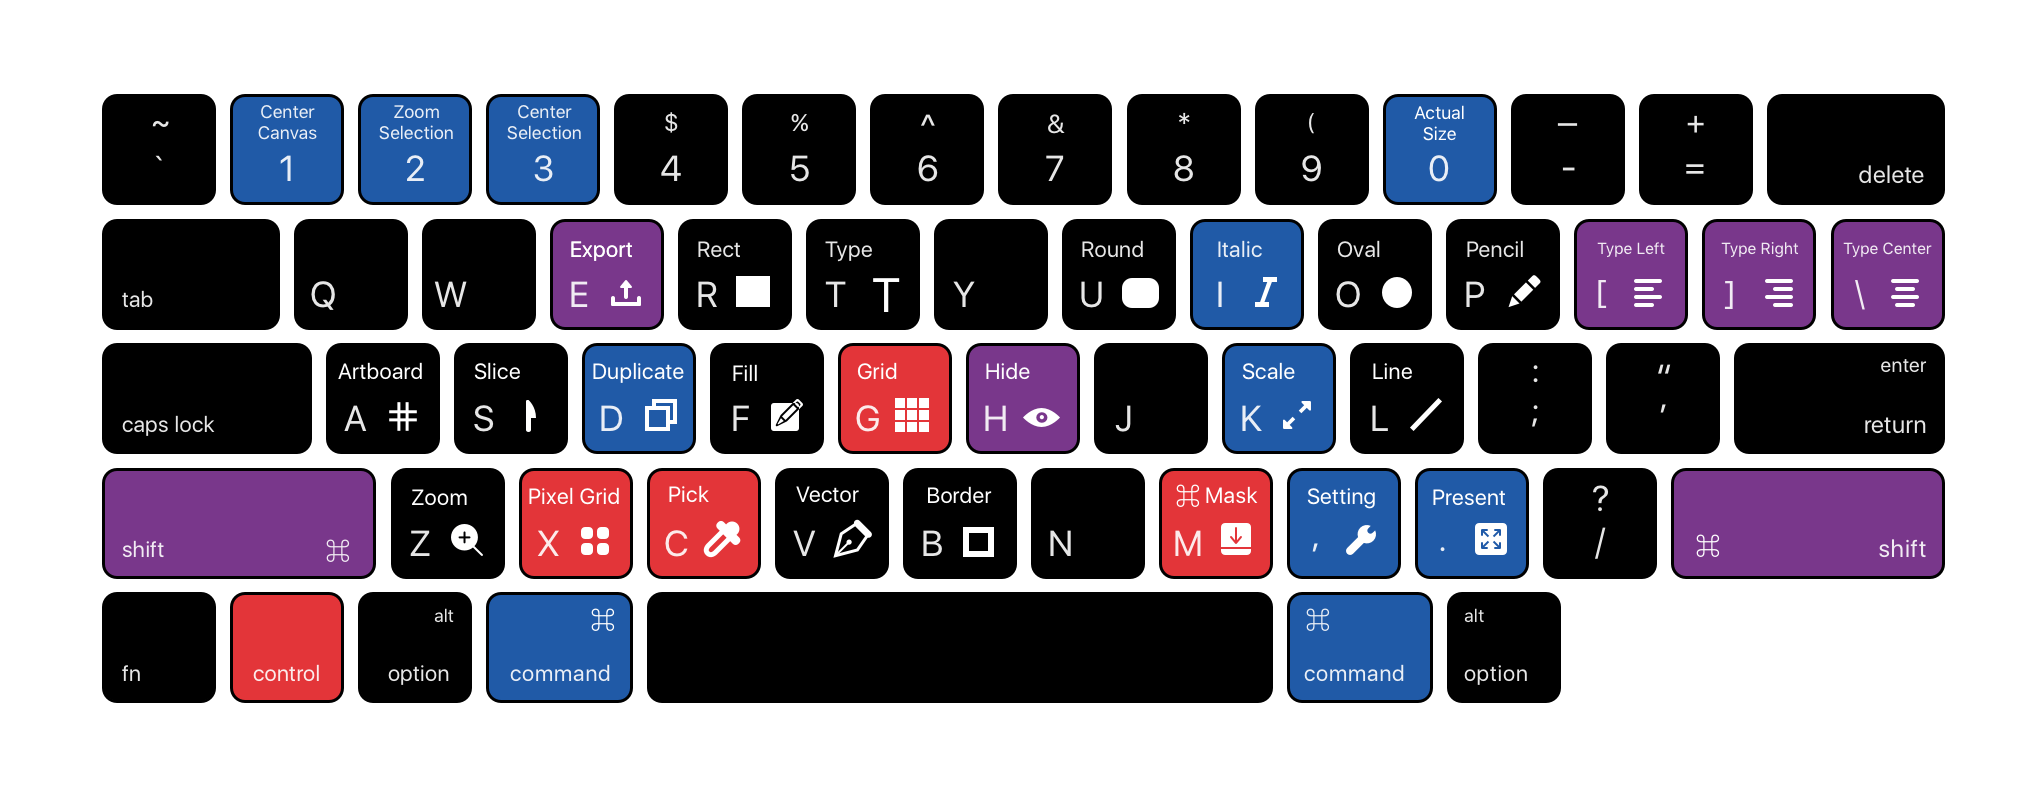 ~ Center Canvas Zoom Selection Center Selection $ % ^ & * ( Actual Size — +
` 1 2 3 4 5 6 7 8 9 0 - = delete
Export Rect Type Round Italic Oval Pencil Type Left Type Right Type Center
tab Q W E R T T Y U I I O P [ ] \
Artboard Slice Duplicate Fill Grid Hide Scale Line : “ enter
caps lock A S D F G H J K L ; ’ return
Zoom Pixel Grid Pick Vector Border ⌘ Mask Setting Present ?
shift ⌘ Z X C V B N M , . / ⌘ shift
alt ⌘ ⌘ alt
fn control option command command option